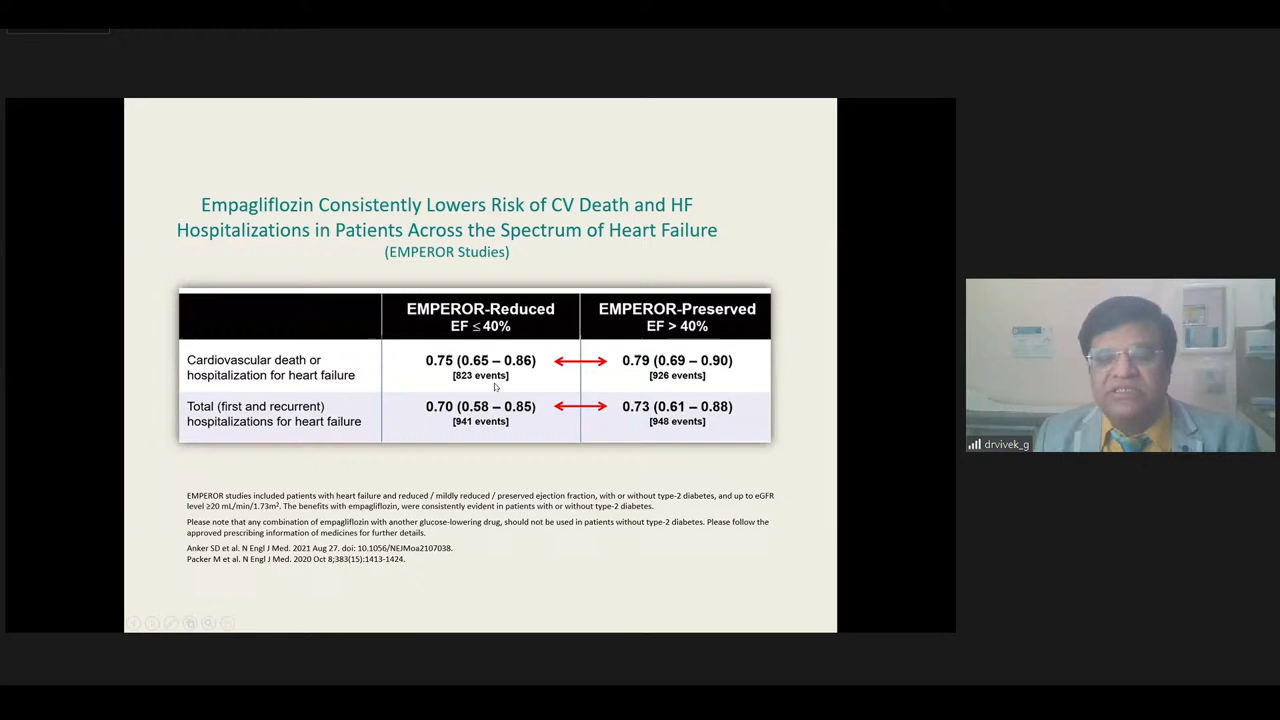 Empagliflozin Consistently Lowers Risk of CV Death and HF
Hospitalizations in Patients Across the Spectrum of Heart Failure
(EMPEROR Studies)
EMPEROR-Reduced
EF ≤ 40%
EMPEROR-Preserved
EF > 40%
Cardiovascular death or
hospitalization for heart failure
0.75 (0.65 – 0.86)
[823 events]
0.79 (0.69 – 0.90)
[926 events]
Total (first and recurrent)
hospitalizations for heart failure
0.70 (0.58 – 0.85)
[941 events]
0.73 (0.61 – 0.88)
[948 events]
EMPEROR studies included patients with heart failure and reduced / mildly reduced / preserved ejection fraction, with or without type-2 diabetes, and up to eGFR
level ≥20 mL/min/1.73m². The benefits with empagliflozin, were consistently evident in patients with or without type-2 diabetes.
Please note that any combination of empagliflozin with another glucose-lowering drug, should not be used in patients without type-2 diabetes. Please follow the
approved prescribing information of medicines for further details.
Anker SD et al. N Engl J Med. 2021 Aug 27. doi: 10.1056/NEJMoa2107038.
Packer M et al. N Engl J Med. 2020 Oct 8;383(15):1413-1424.
drvivek_g